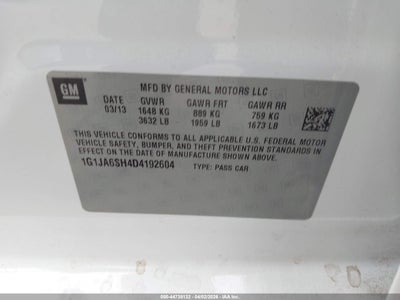 GM
MFD BY GENERAL MOTORS LLC
DATE GVWR GAWR FRT GAWR RR
03/13 1648 KG 889 KG 759 KG
3632 LB 1959 LB 1673 LB
THIS VEHICLE CONFORMS TO ALL APPLICABLE U.S. FEDERAL MOTOR
VEHICLE SAFETY, BUMPER, AND THEFT PREVENTION STANDARDS
IN EFFECT ON THE DATE OF MANUFACTURE SHOWN ABOVE.
1G1JA6SH4D4192604 TYPE: PASS CAR